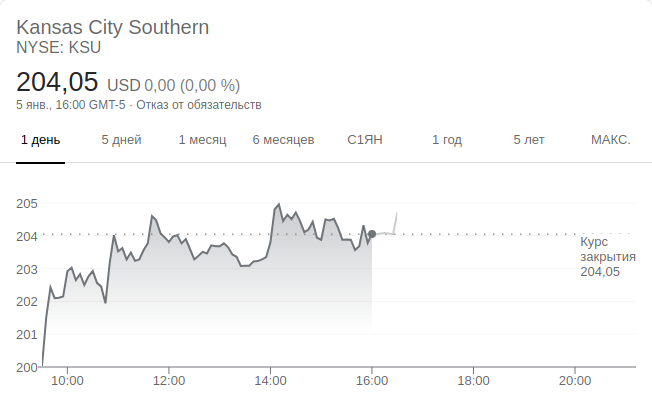 Kansas City Southern
NYSE: KSU
204,05 USD 0,00 (0,00 %)
5 янв., 16:00 GMT-5 · Отказ от обязательств
1 день 5 дней 1 месяц 6 месяцев С1ЯН 1 год 5 лет МАКС.
205
204
203
202
201
200
Курс
закрытия
204,05
10:00 12:00 14:00 16:00 18:00 20:00